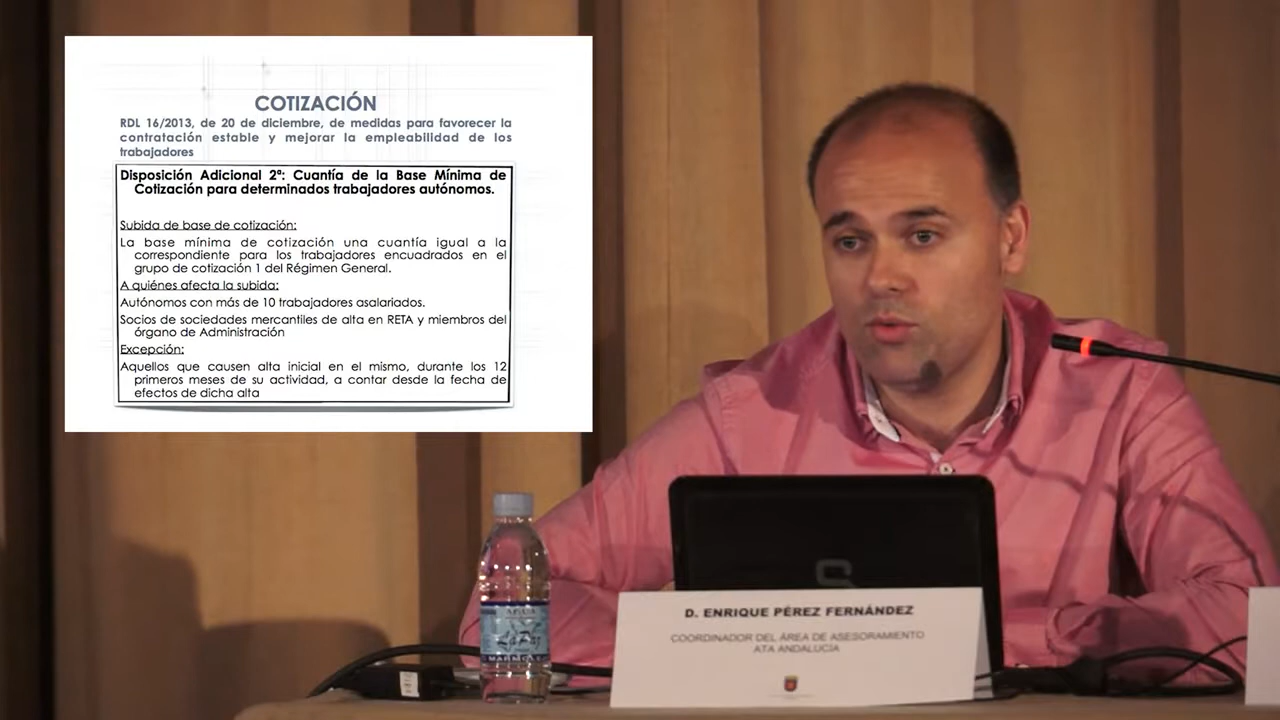 COTIZACIÓN
RDL 16/2013, de 20 de diciembre, de medidas para favorecer la
contratación estable y mejorar la empleabilidad de los
trabajadores
Disposición Adicional 2ª: Cuantía de la Base Mínima de
Cotización para determinados trabajadores autónomos.
Subida de base de cotización:
La base mínima de cotización una cuantía igual a la
correspondiente para los trabajadores encuadrados en el
grupo de cotización 1 del Régimen General.
A quiénes afecta la subida:
Autónomos con más de 10 trabajadores asalariados.
Socios de sociedades mercantiles de alta en RETA y miembros del
órgano de Administración
Excepción:
Aquellos que causen alta inicial en el mismo, durante los 12
primeros meses de su actividad, a contar desde la fecha de
efectos de dicha alta
La Paz
D. ENRIQUE PÉREZ FERNÁNDEZ
COORDINADOR DEL ÁREA DE ASESORAMIENTO
ATA ANDALUCÍA